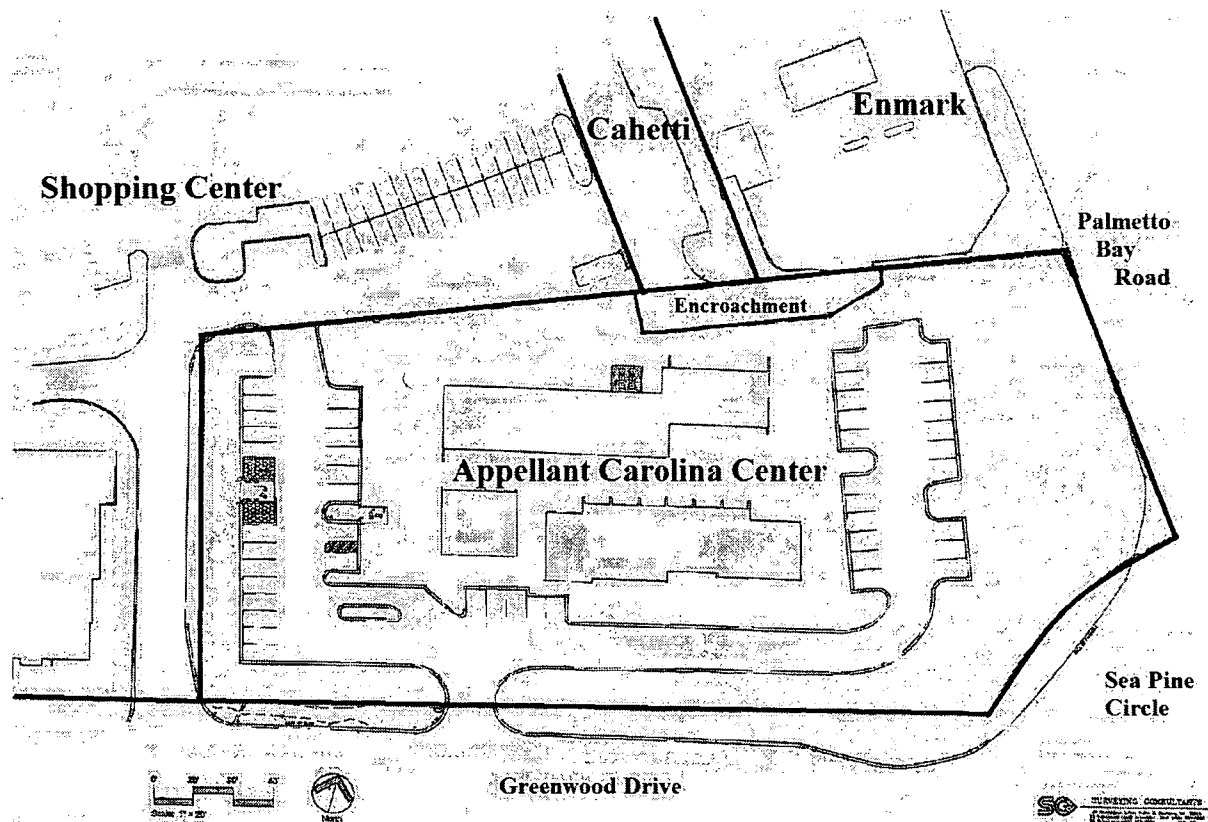 Enmark
Cahetti
Shopping Center
Palmetto
Bay
Road
Encroachment
Appellant Carolina Center
Sea Pine
Circle
Greenwood Drive
North
SURVEYING CONSULTANTS